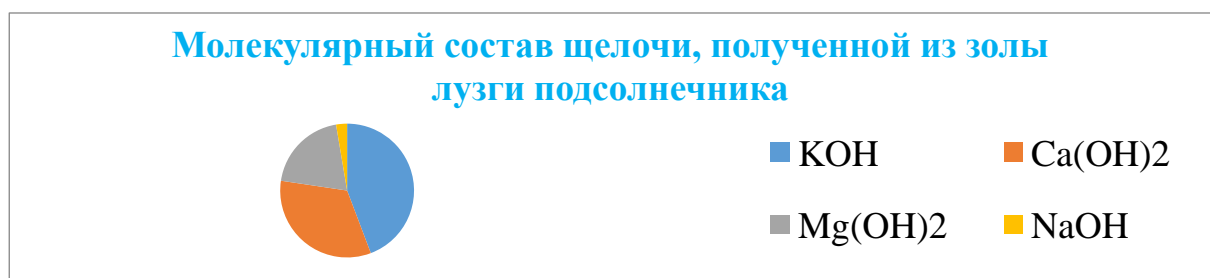 Молекулярный состав щелочи, полученной из золы
лузги подсолнечника
KOH
Ca(OH)2
Mg(OH)2
NaOH